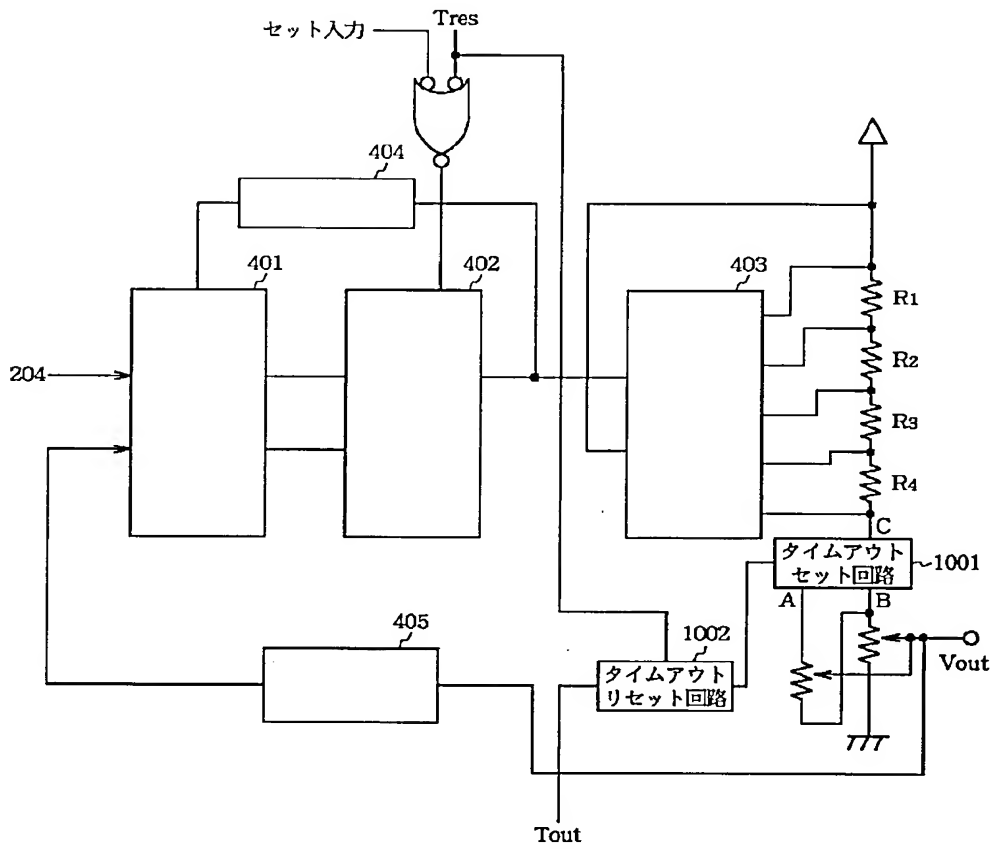 セット入力
Tres
404
401
402
403
R1
R2
204
R3
R4
C
タイムアウト
セット回路
1001
A
B
405
1002
タイムアウト
リセット回路
Vout
Tout